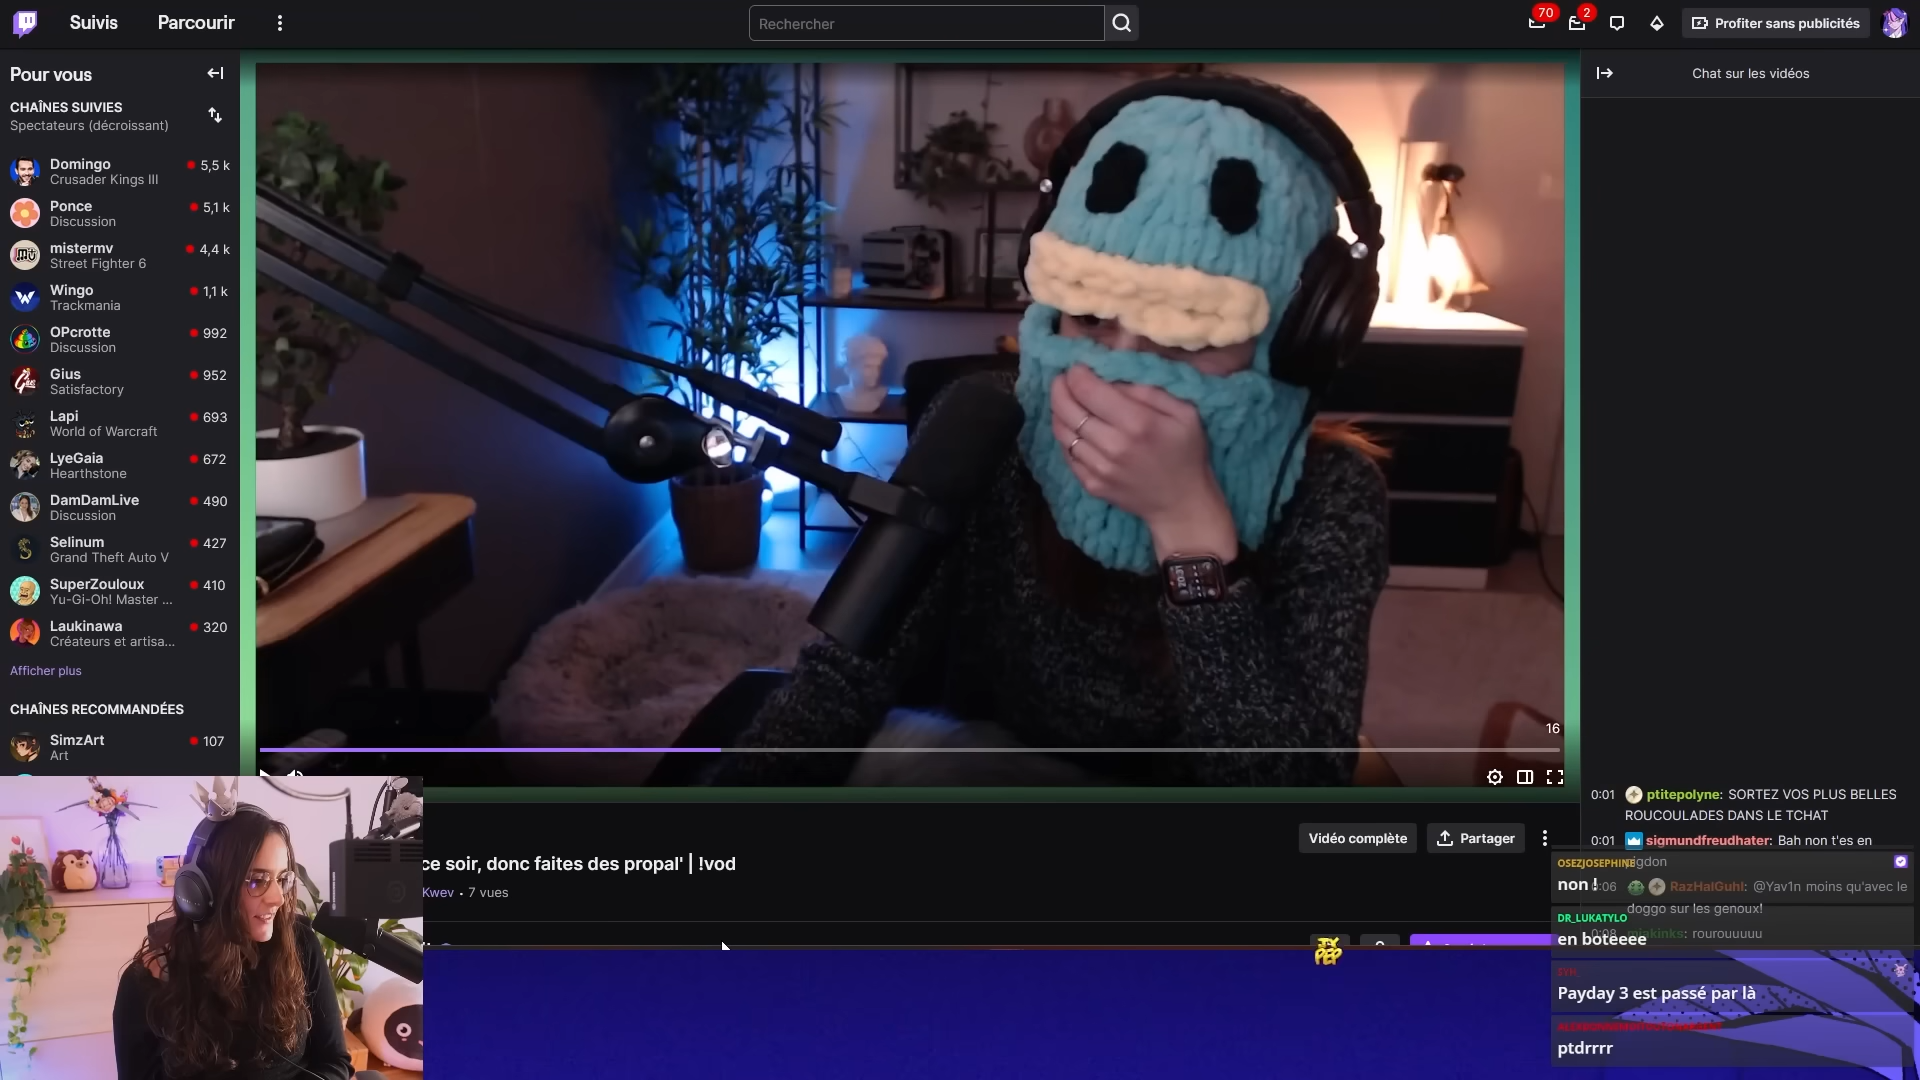 Suivis
Parcourir
Rechercher
70
2
Profiter sans publicités
Pour vous
CHAÎNES SUIVIES
Spectateurs (décroissant)
Domingo
5,5 k
Crusader Kings III
Ponce
5,1 k
Discussion
mistermv
4,4 k
Street Fighter 6
Wingo
1,1 k
Trackmania
OPcrotte
992
Discussion
Gius
952
Satisfactory
Lapi
693
World of Warcraft
LyeGaia
672
Hearthstone
DamDamLive
490
Discussion
Selinum
427
Grand Theft Auto V
SuperZouloux
410
Yu-Gi-Oh! Master ...
Laukinawa
320
Créateurs et artisa...
Afficher plus
CHAÎNES RECOMMANDÉES
SimzArt
107
Art
16
Vidéo complète
Partager
ce soir, donc faites des propal' | !vod
Kwev • 7 vues
Chat sur les vidéos
0:01 ptitepolyne: SORTEZ VOS PLUS BELLES
ROUCOULADES DANS LE TCHAT
0:01 sigmundfreudhater: Bah non t'es en
OSEZJOSEPHINE
non !
:06 RazHalGuhl: @Yav1n moins qu'avec le
doggo sur les genoux!
DR_LUKATYLO
0:08 rourouuuuu
en boteeee
Payday 3 est passé par là
ptdrrrr